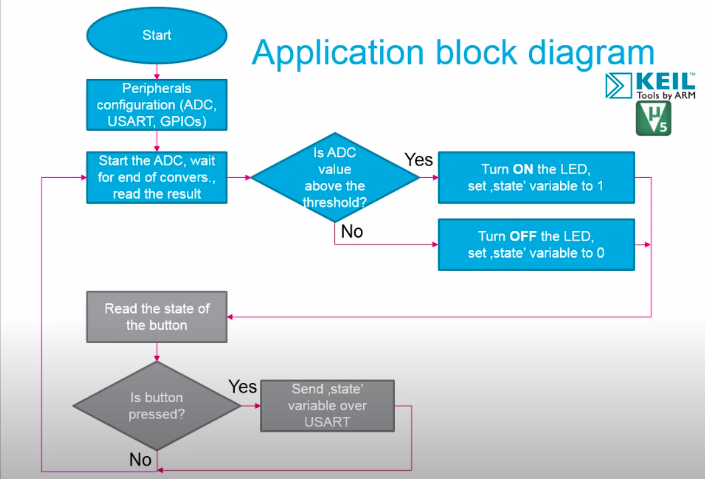 Start
Application block diagram
KEIL™
Tools by ARM
µ
V5
Peripherals
configuration (ADC,
USART, GPIOs)
Start the ADC, wait
for end of convers.,
read the result
Is ADC
value
above the
threshold?
Yes
Turn ON the LED,
set ‚state’ variable to 1
No
Turn OFF the LED,
set ‚state’ variable to 0
Read the state of
the button
Is button
pressed?
Yes
Send ‚state’
variable over
USART
No